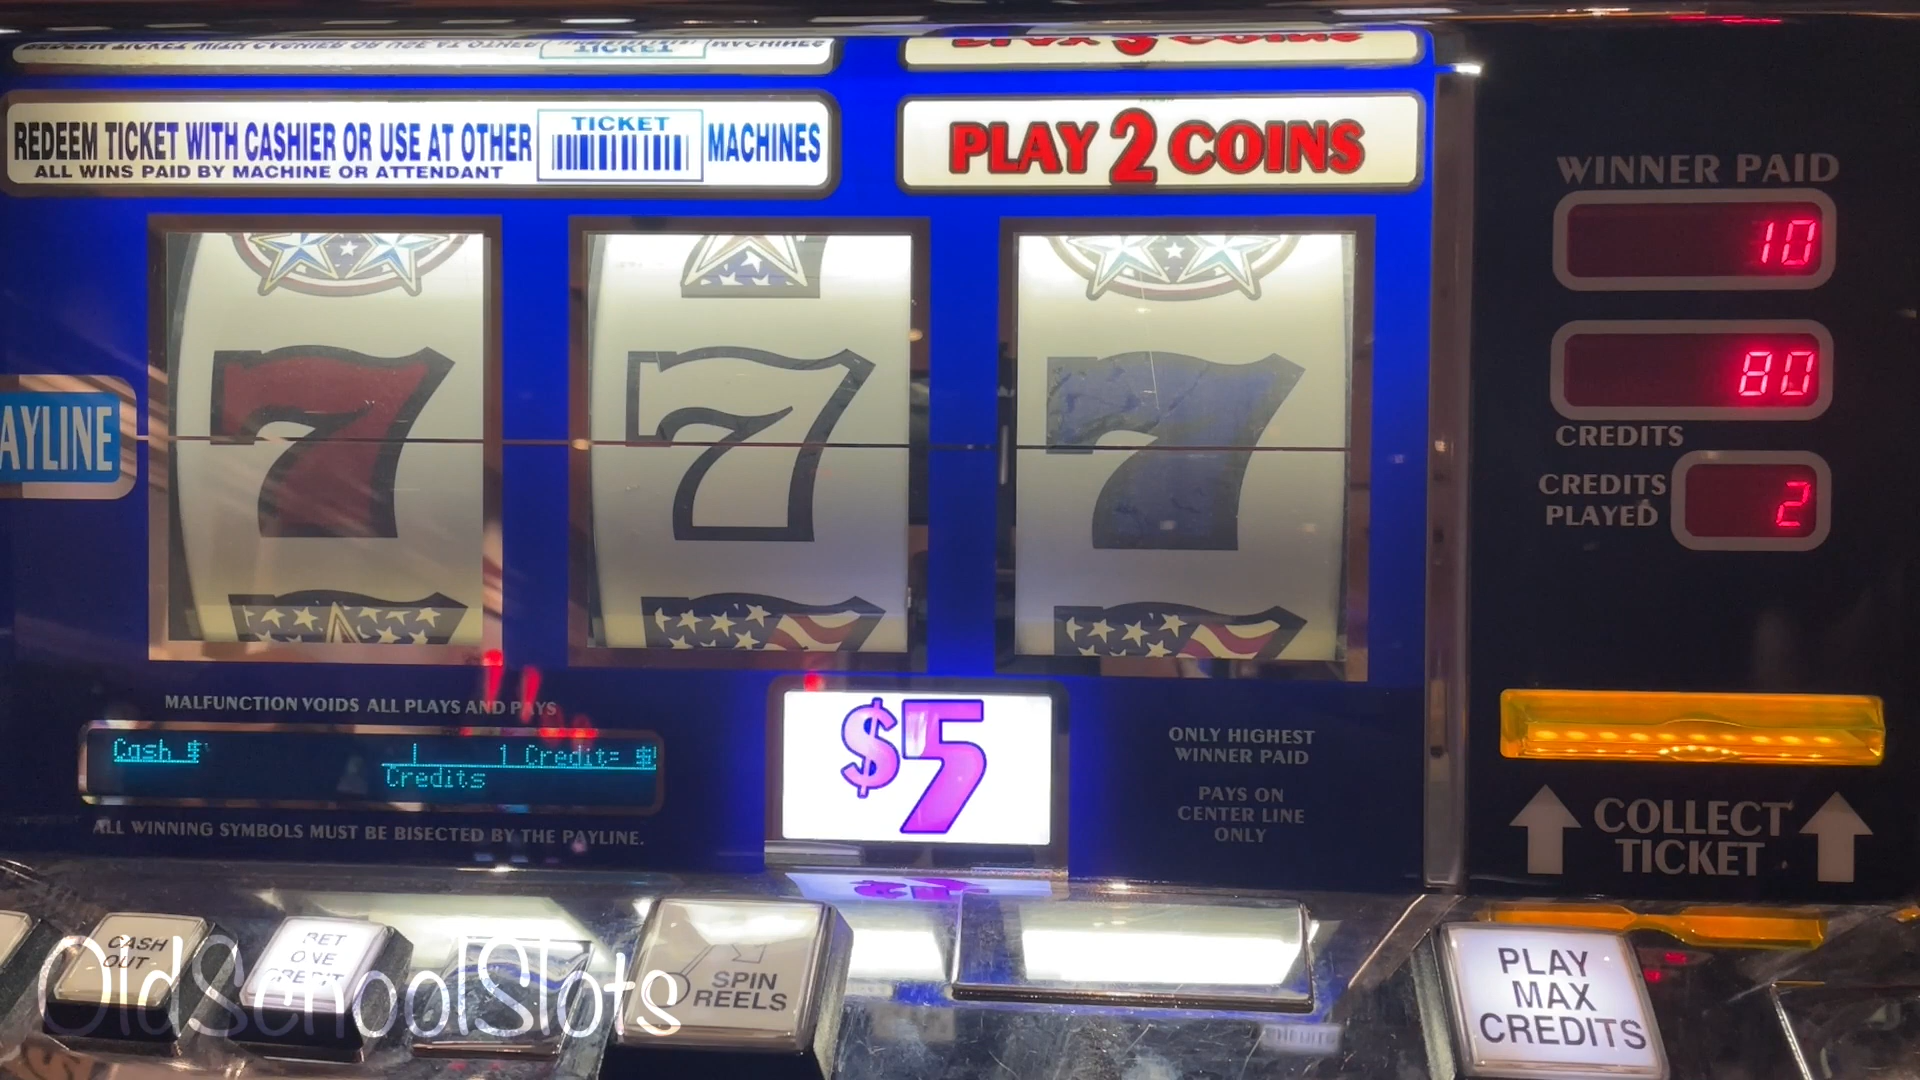 REDEEM TICKET WITH CASHIER OR USE AT OTHER TICKET MACHINES
ALL WINS PAID BY MACHINE OR ATTENDANT
PLAY 2 COINS
WINNER PAID
10
80
CREDITS
CREDITS PLAYED
2
AYLINE
7 7 7
MALFUNCTION VOIDS ALL PLAYS AND PAYS
Cash $ 1 Credit= $
Credits
ALL WINNING SYMBOLS MUST BE BISECTED BY THE PAYLINE.
$5
ONLY HIGHEST
WINNER PAID
PAYS ON
CENTER LINE
ONLY
COLLECT
TICKET
CASH
OUT
BET
ONE
CREDIT
SPIN
REELS
PLAY
MAX
CREDITS
OldSchoolSlots